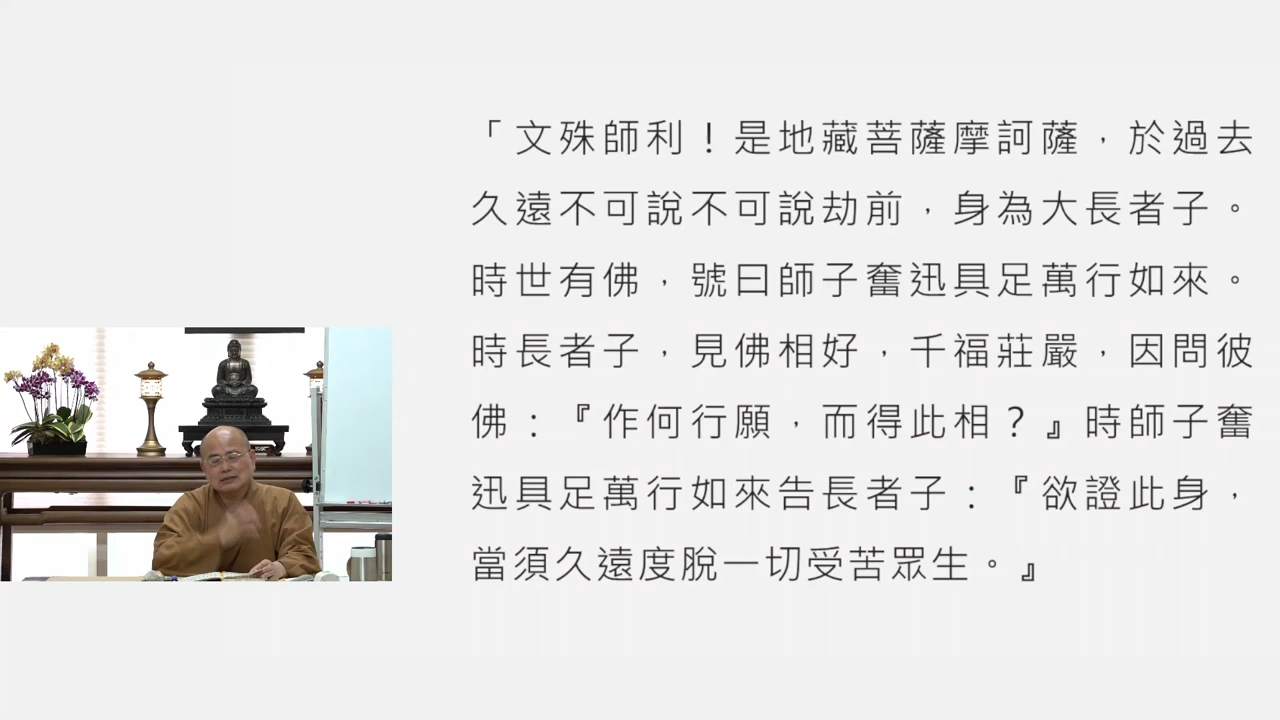 「文殊師利！是地藏菩薩摩訶薩，於過去
久遠不可說不可說劫前，身為大長者子。
時世有佛，號曰師子奮迅具足萬行如來。
時長者子，見佛相好，千福莊嚴，因問彼
佛：『作何行願，而得此相？』時師子奮
迅具足萬行如來告長者子：『欲證此身，
當須久遠度脫一切受苦眾生。』